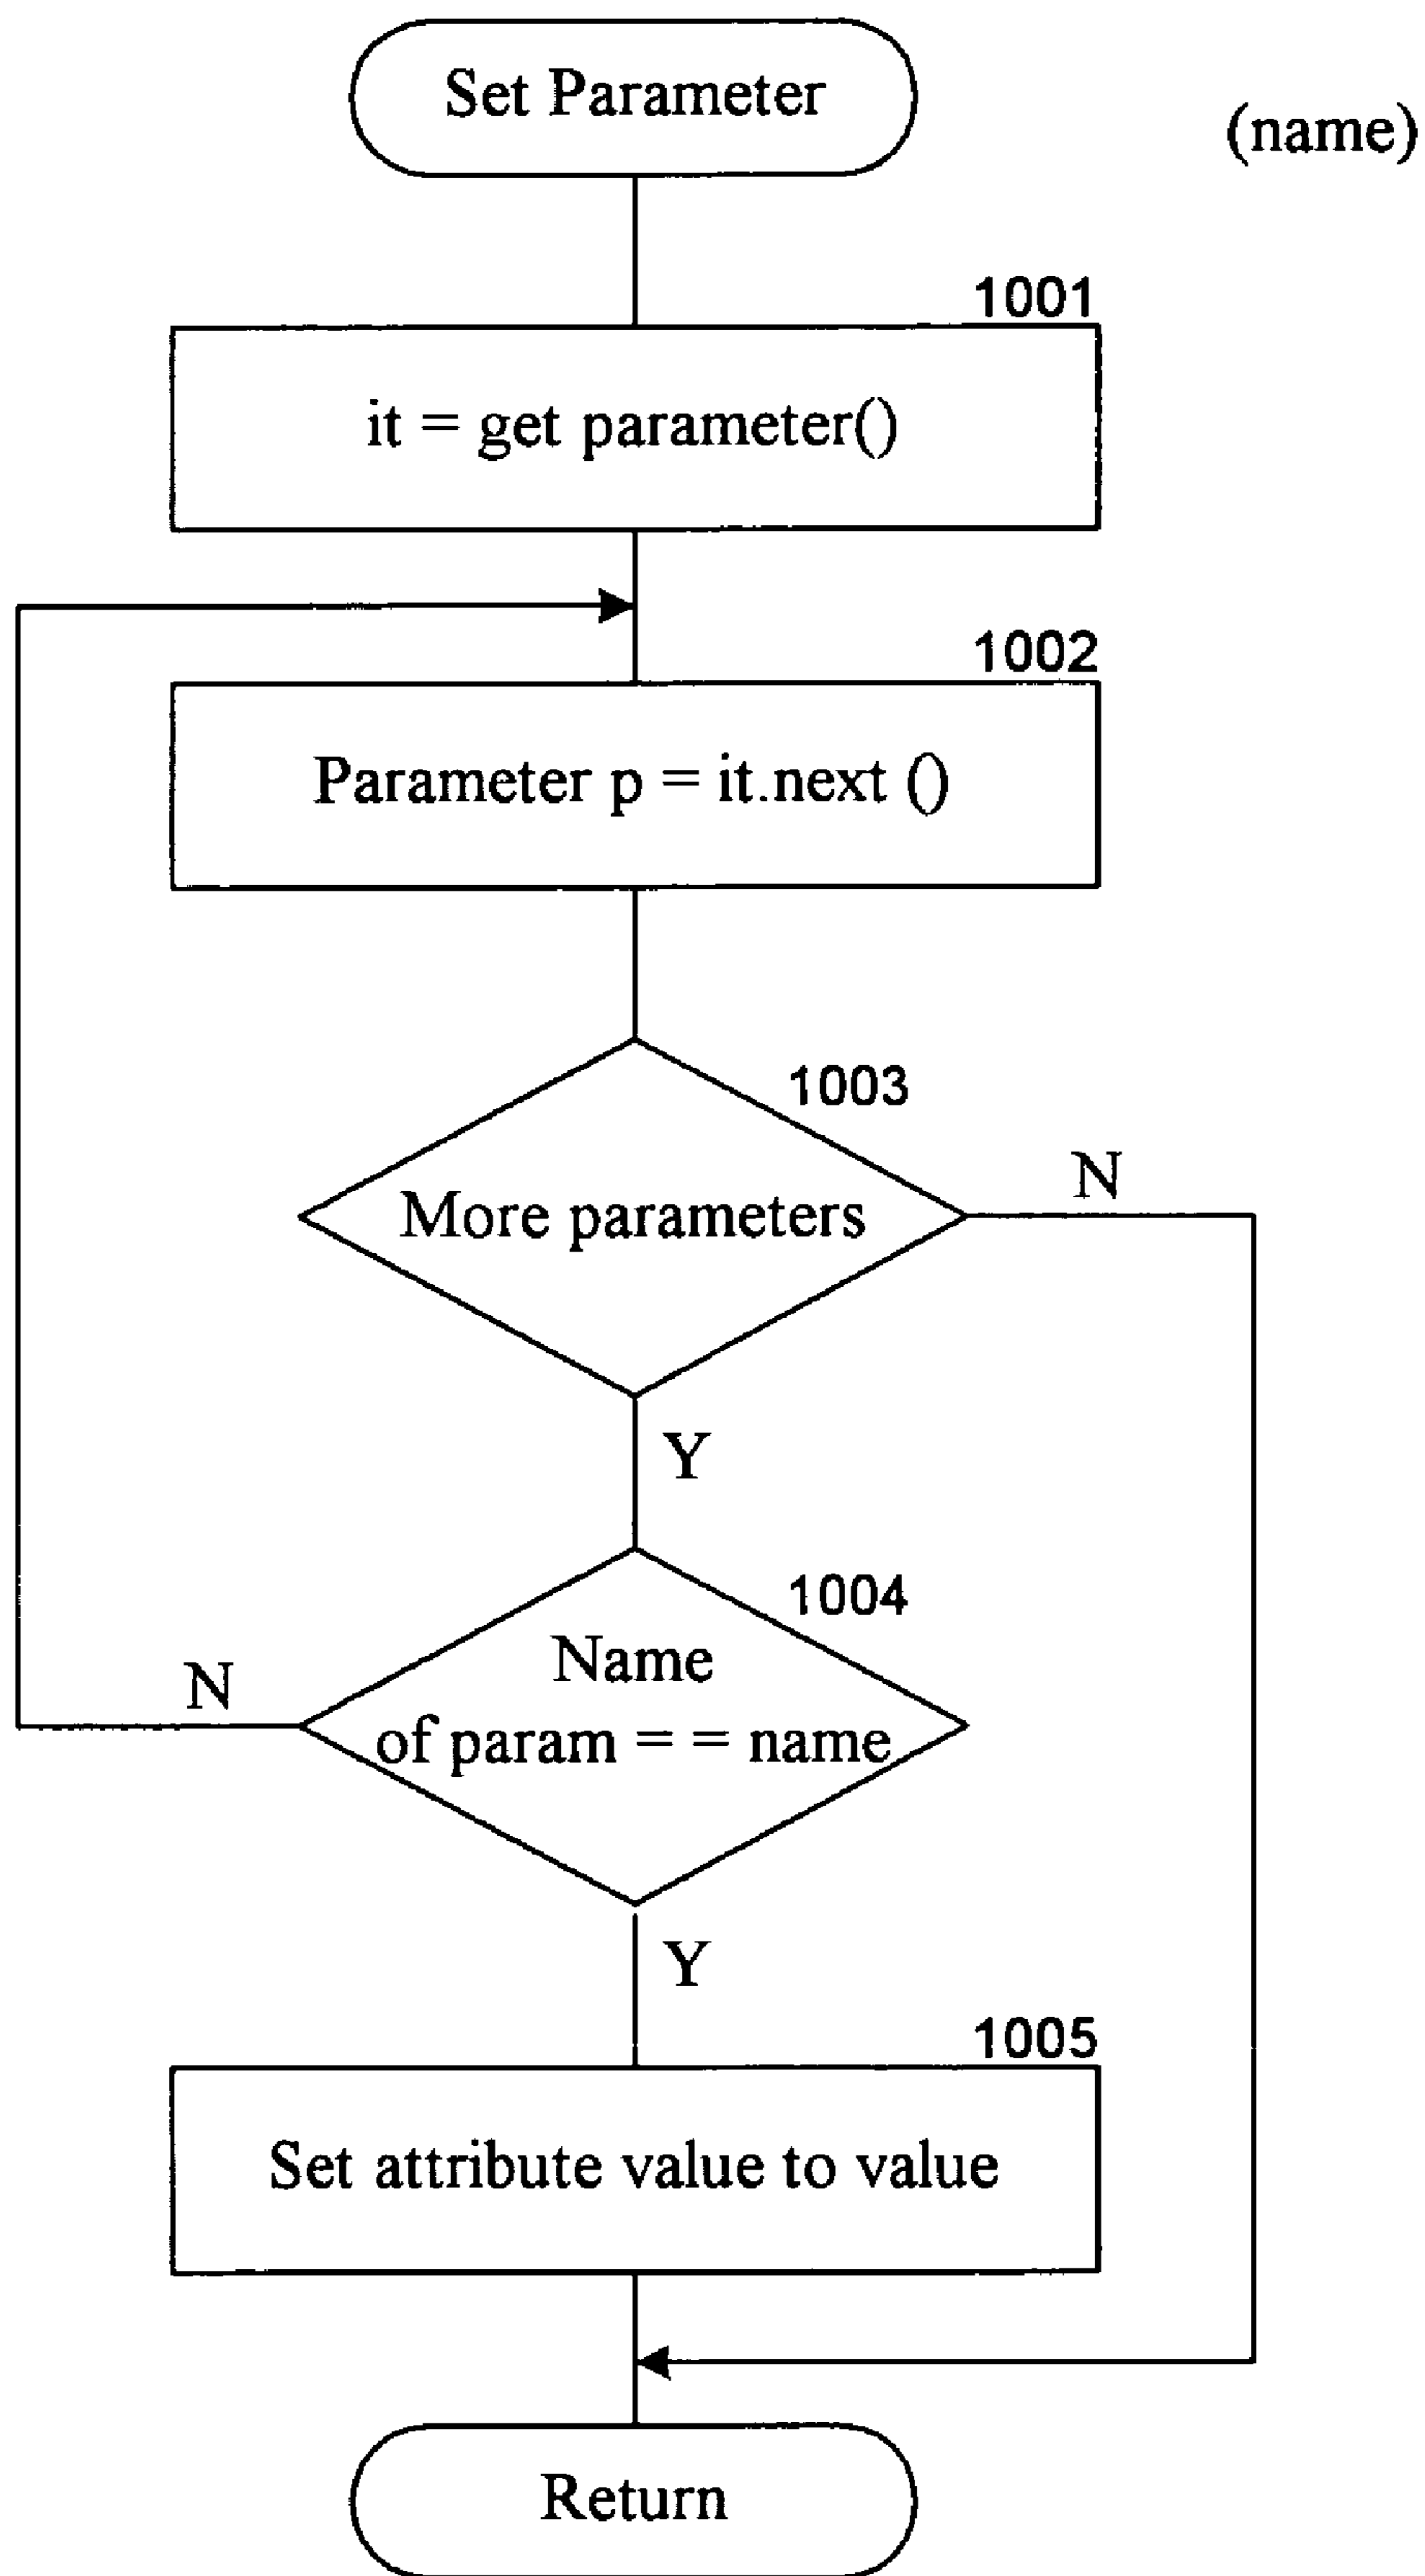 Set Parameter
(name)
1001
it = get parameter()
1002
Parameter p = it.next ()
1003
More parameters
N
Y
1004
Name
of param = = name
N
Y
1005
Set attribute value to value
Return